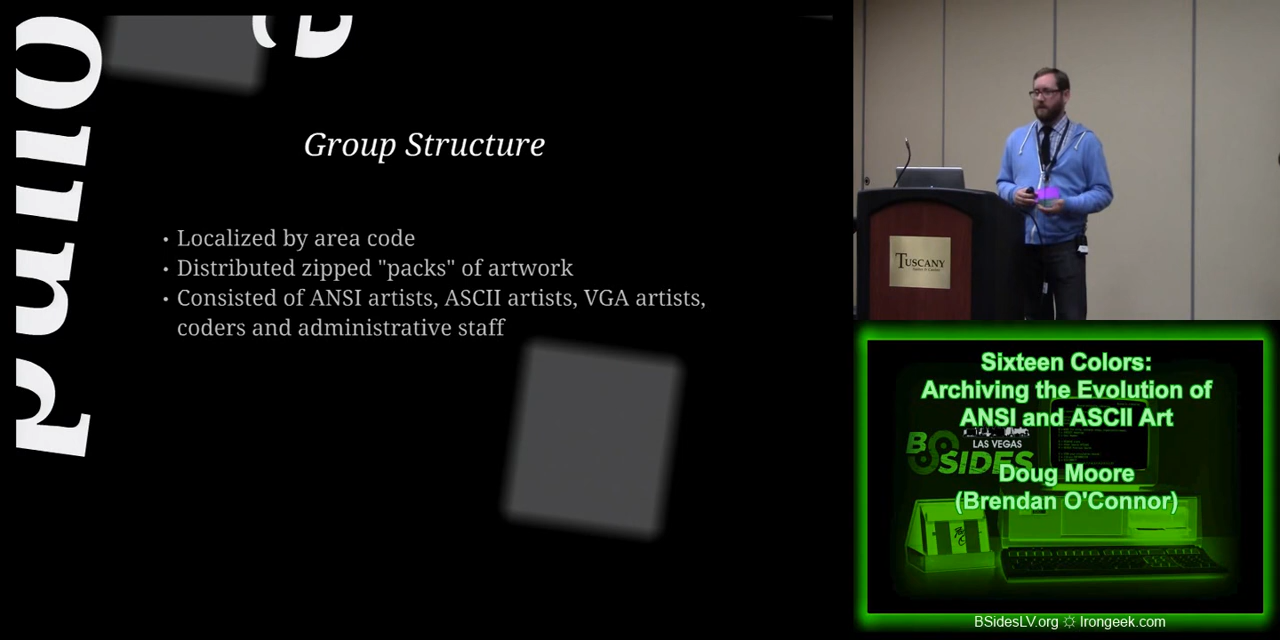 Group Structure
• Localized by area code
• Distributed zipped "packs" of artwork
• Consisted of ANSI artists, ASCII artists, VGA artists,
coders and administrative staff
TUSCANY
Sixteen Colors:
Archiving the Evolution of
ANSI and ASCII Art
LAS VEGAS
BSIDES
Doug Moore
(Brendan O'Connor)
BSidesLV.org ☼ Irongeek.com